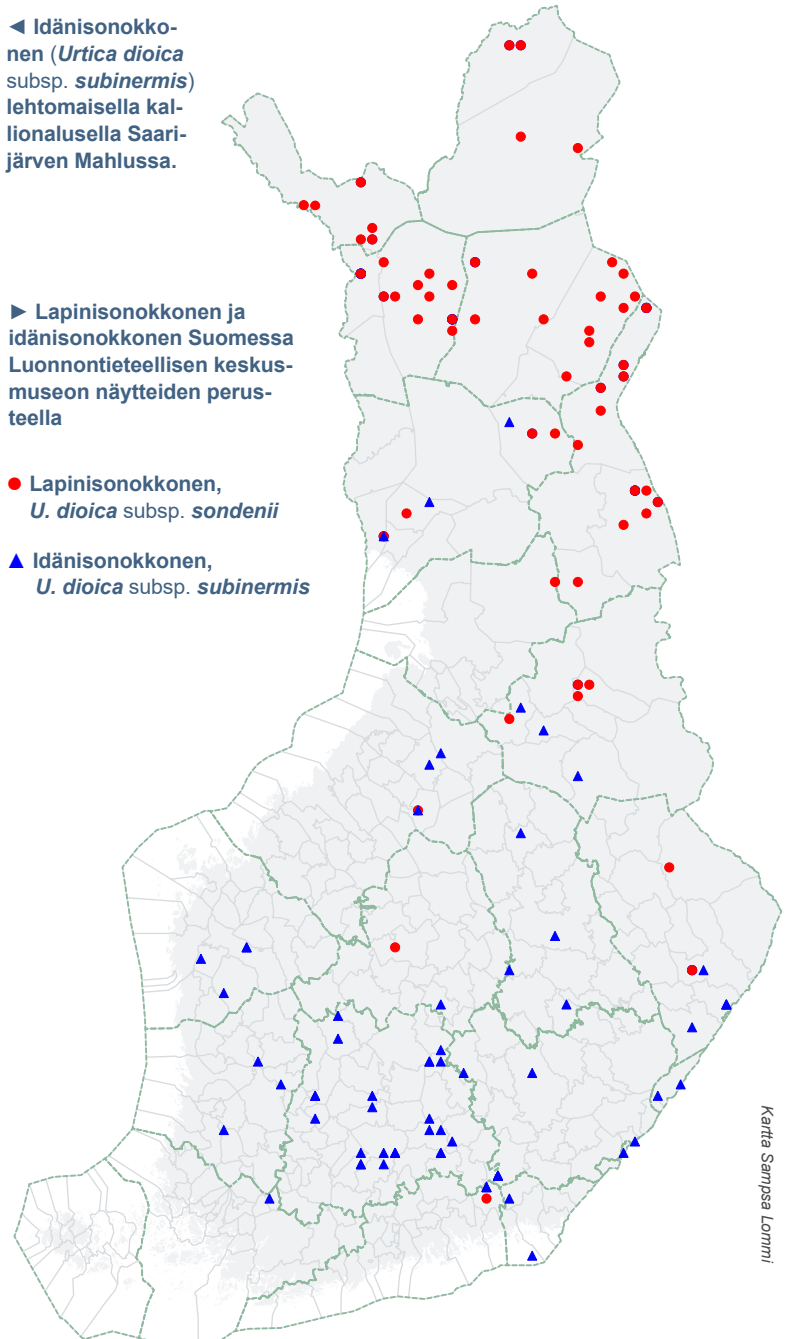 ◄ Idänisonokko-
nen (Urtica dioica
subsp. subinermis)
lehtomaisella kal-
lionalusella Saari-
järven Mahlussa.
► Lapinisonokkonen ja
idänisonokkonen Suomessa
Luonnontieteellisen keskus-
museon näytteiden perus-
teella
Lapinisonokkonen,
U. dioica subsp. sondenii
Idänisonokkonen,
U. dioica subsp. subinermis
Kartta Sampsa Lommi